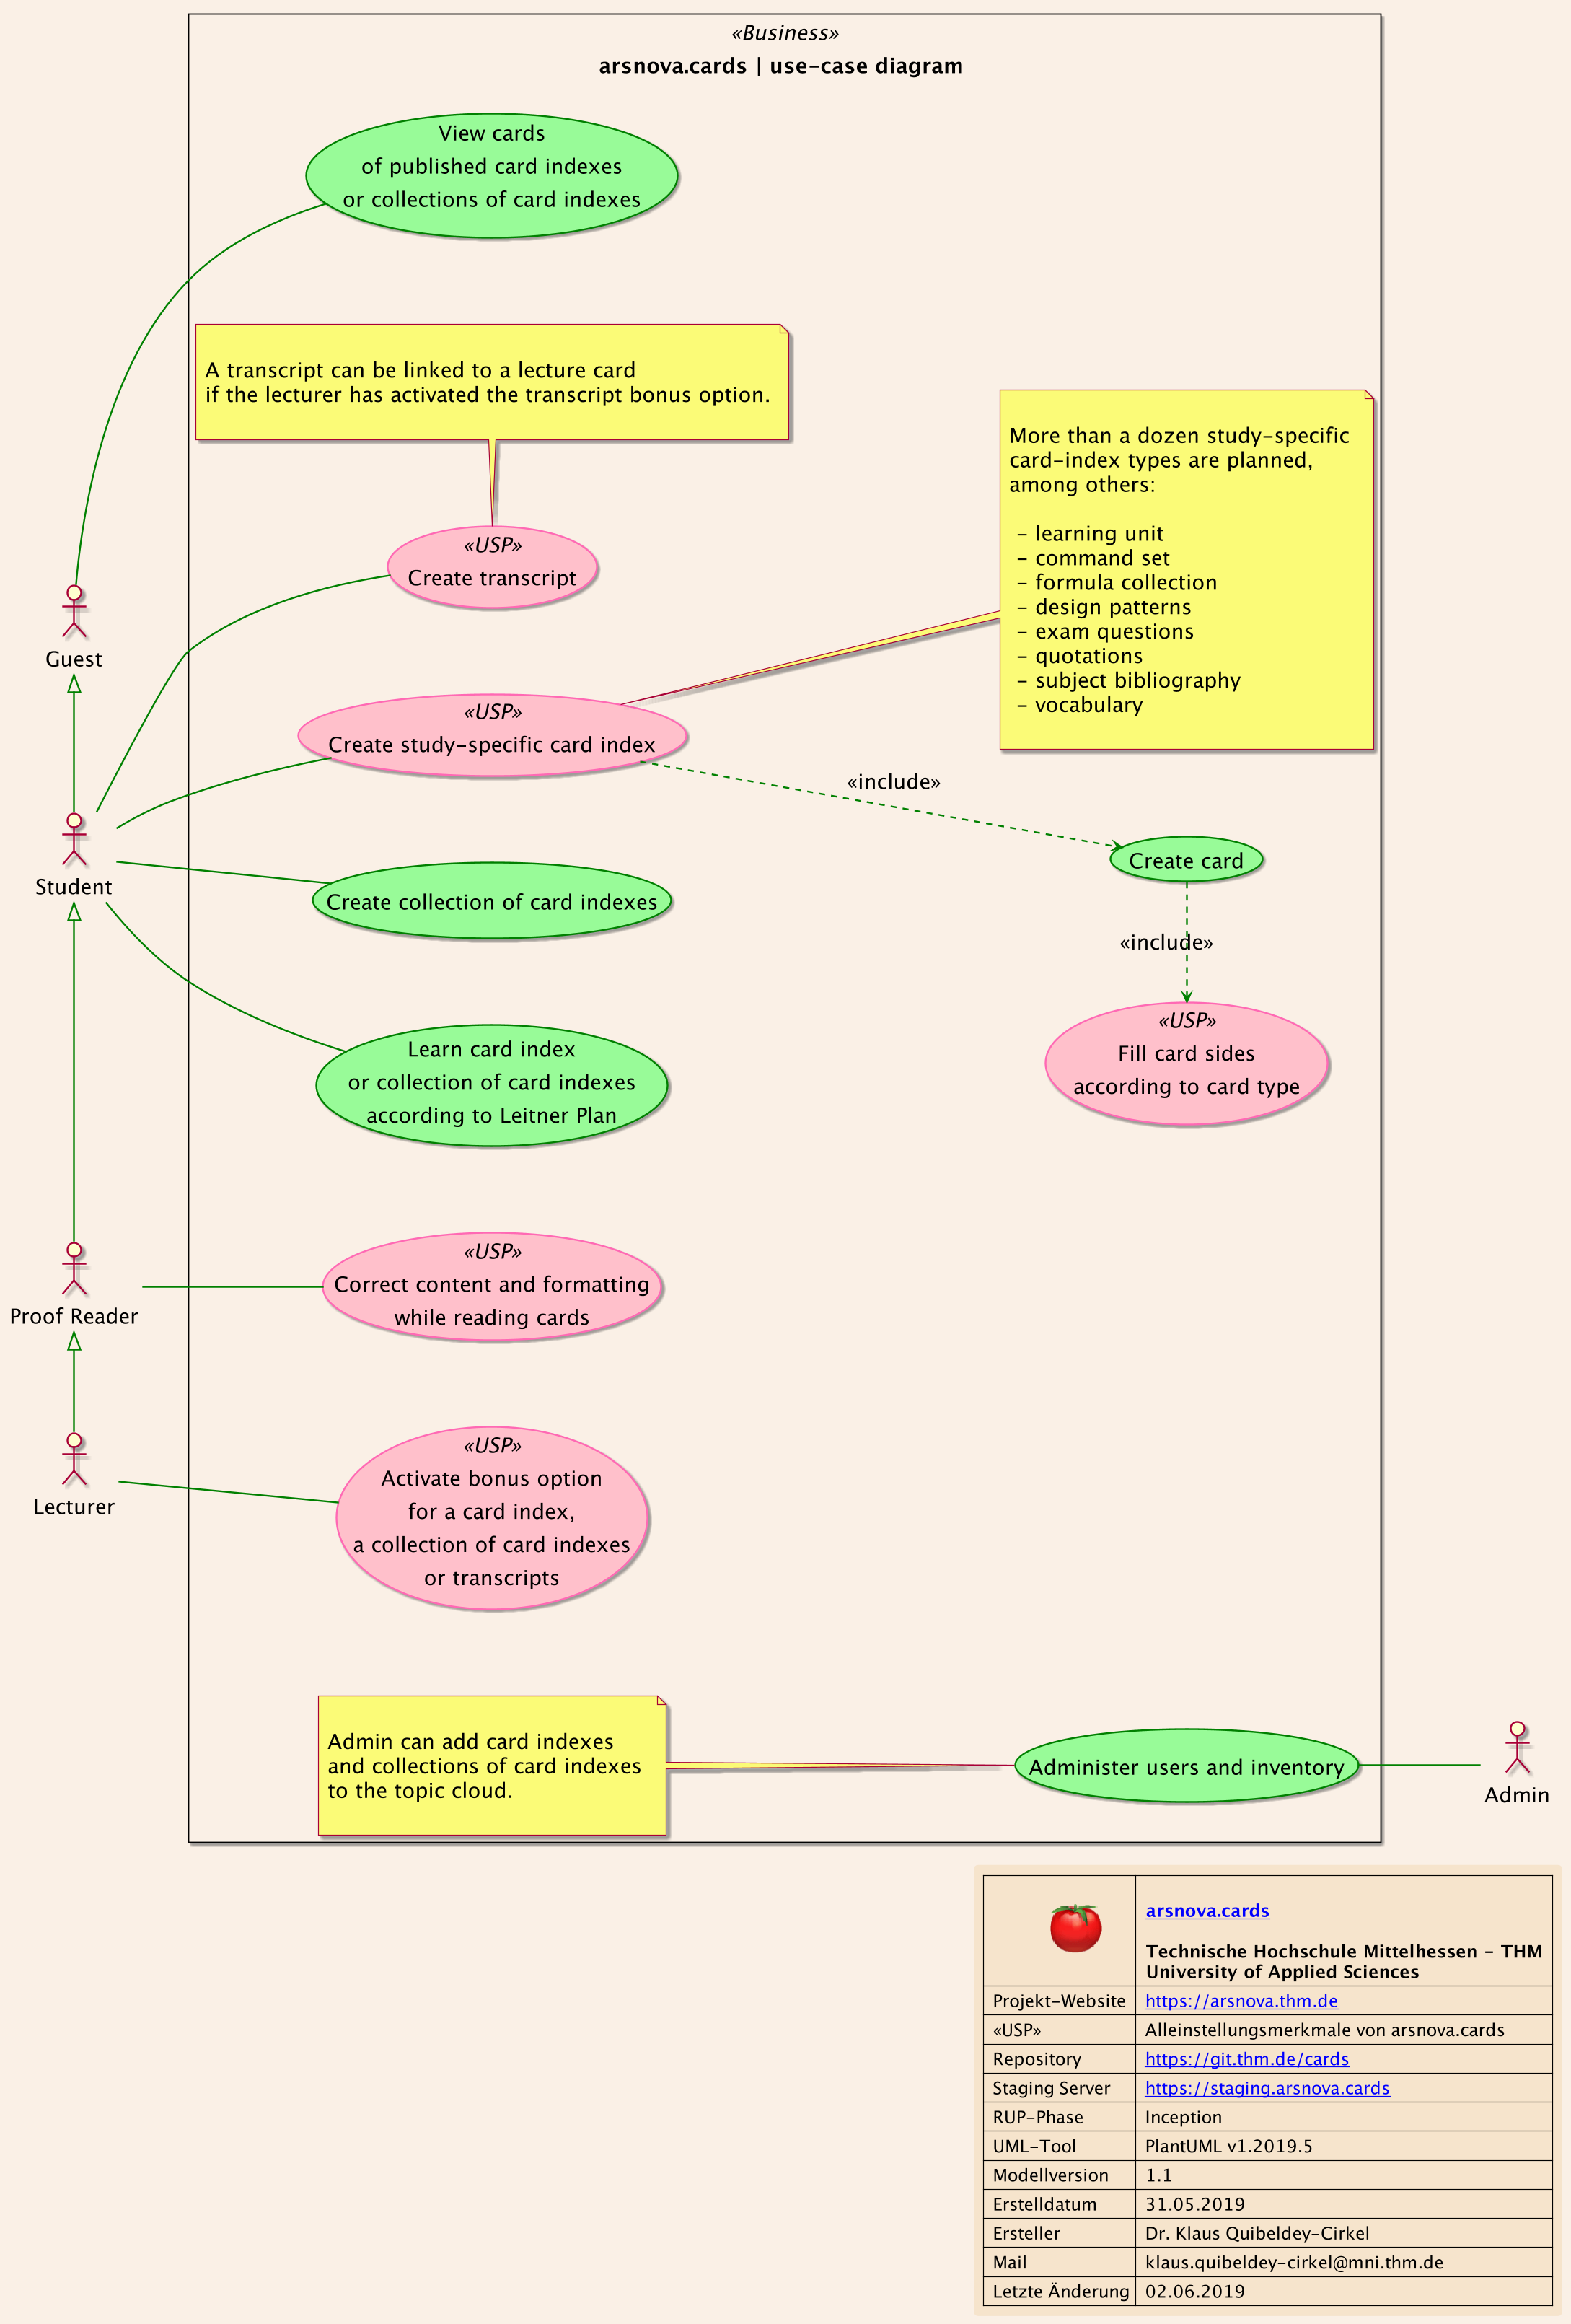 «Business»
arsnova.cards | use-case diagram
View cards
of published card indexes
or collections of card indexes
A transcript can be linked to a lecture card
if the lecturer has activated the transcript bonus option.
More than a dozen study-specific
card-index types are planned,
among others:
- learning unit
- command set
- formula collection
- design patterns
- exam questions
- quotations
- subject bibliography
- vocabulary
«USP»
Create transcript
Guest
«USP»
Create study-specific card index
«include»
Create card
Student
Create collection of card indexes
«include»
«USP»
Fill card sides
according to card type
Learn card index
or collection of card indexes
according to Leitner Plan
«USP»
Correct content and formatting
while reading cards
Proof Reader
«USP»
Activate bonus option
for a card index,
a collection of card indexes
or transcripts
Lecturer
Admin can add card indexes
and collections of card indexes
to the topic cloud.
Administer users and inventory
Admin
arsnova.cards
Technische Hochschule Mittelhessen - THM
University of Applied Sciences
Projekt-Website https://arsnova.thm.de
«USP» Alleinstellungsmerkmale von arsnova.cards
Repository https://git.thm.de/cards
Staging Server https://staging.arsnova.cards
RUP-Phase Inception
UML-Tool PlantUML v1.2019.5
Modellversion 1.1
Erstelldatum 31.05.2019
Ersteller Dr. Klaus Quibeldey-Cirkel
Mail klaus.quibeldey-cirkel@mni.thm.de
Letzte Änderung 02.06.2019